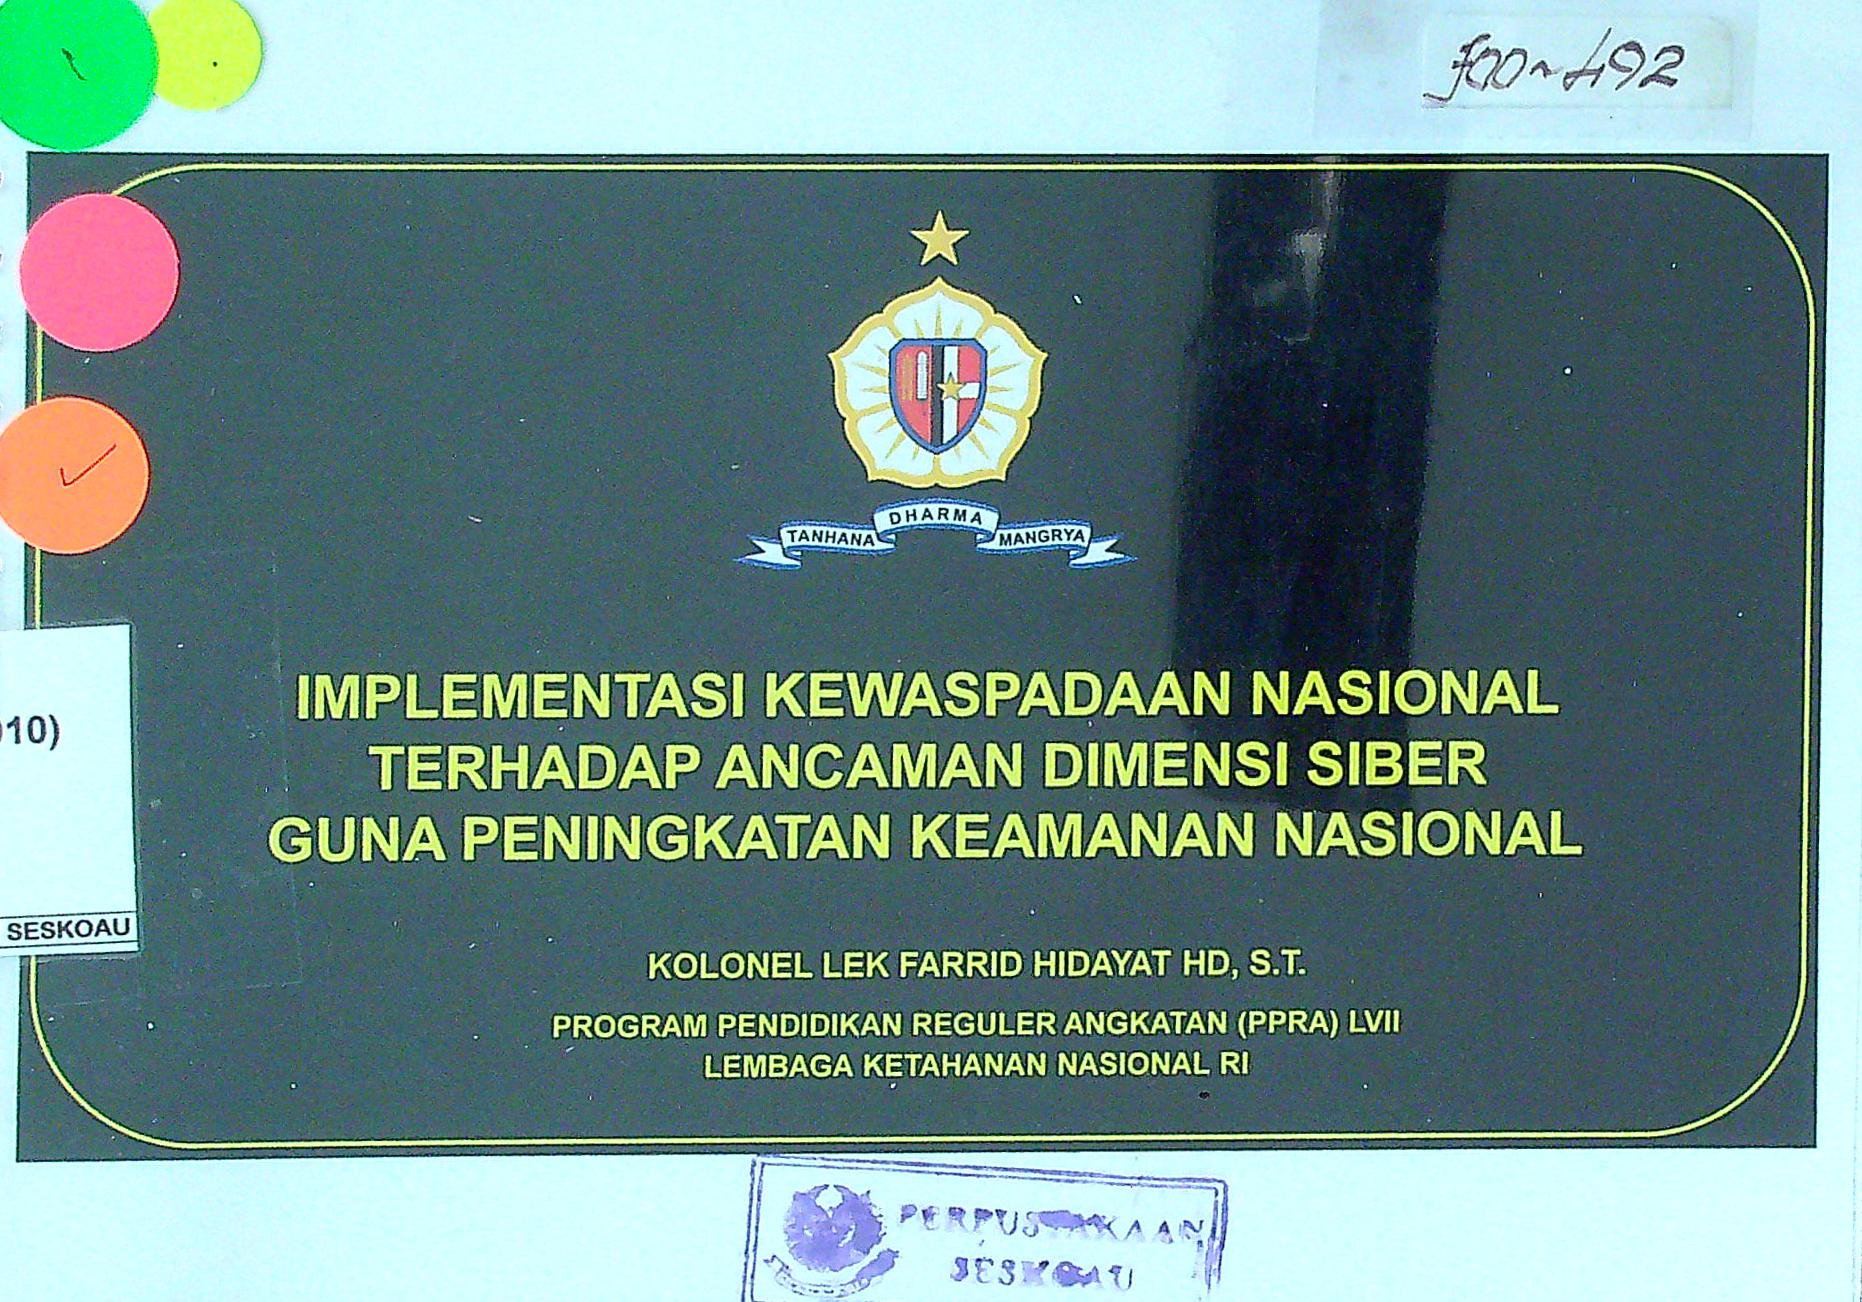 DHARMA
TANHANA MANGRYA
IMPLEMENTASI KEWASPADAAN NASIONAL
TERHADAP ANCAMAN DIMENSI SIBER
GUNA PENINGKATAN KEAMANAN NASIONAL
10)
SESKOAU
KOLONEL LEK FARRID HIDAYAT HD, S.T.
PROGRAM PENDIDIKAN REGULER ANGKATAN (PPRA) LVII
LEMBAGA KETAHANAN NASIONAL RI
PERPUSTAKAAN
SESKOAU